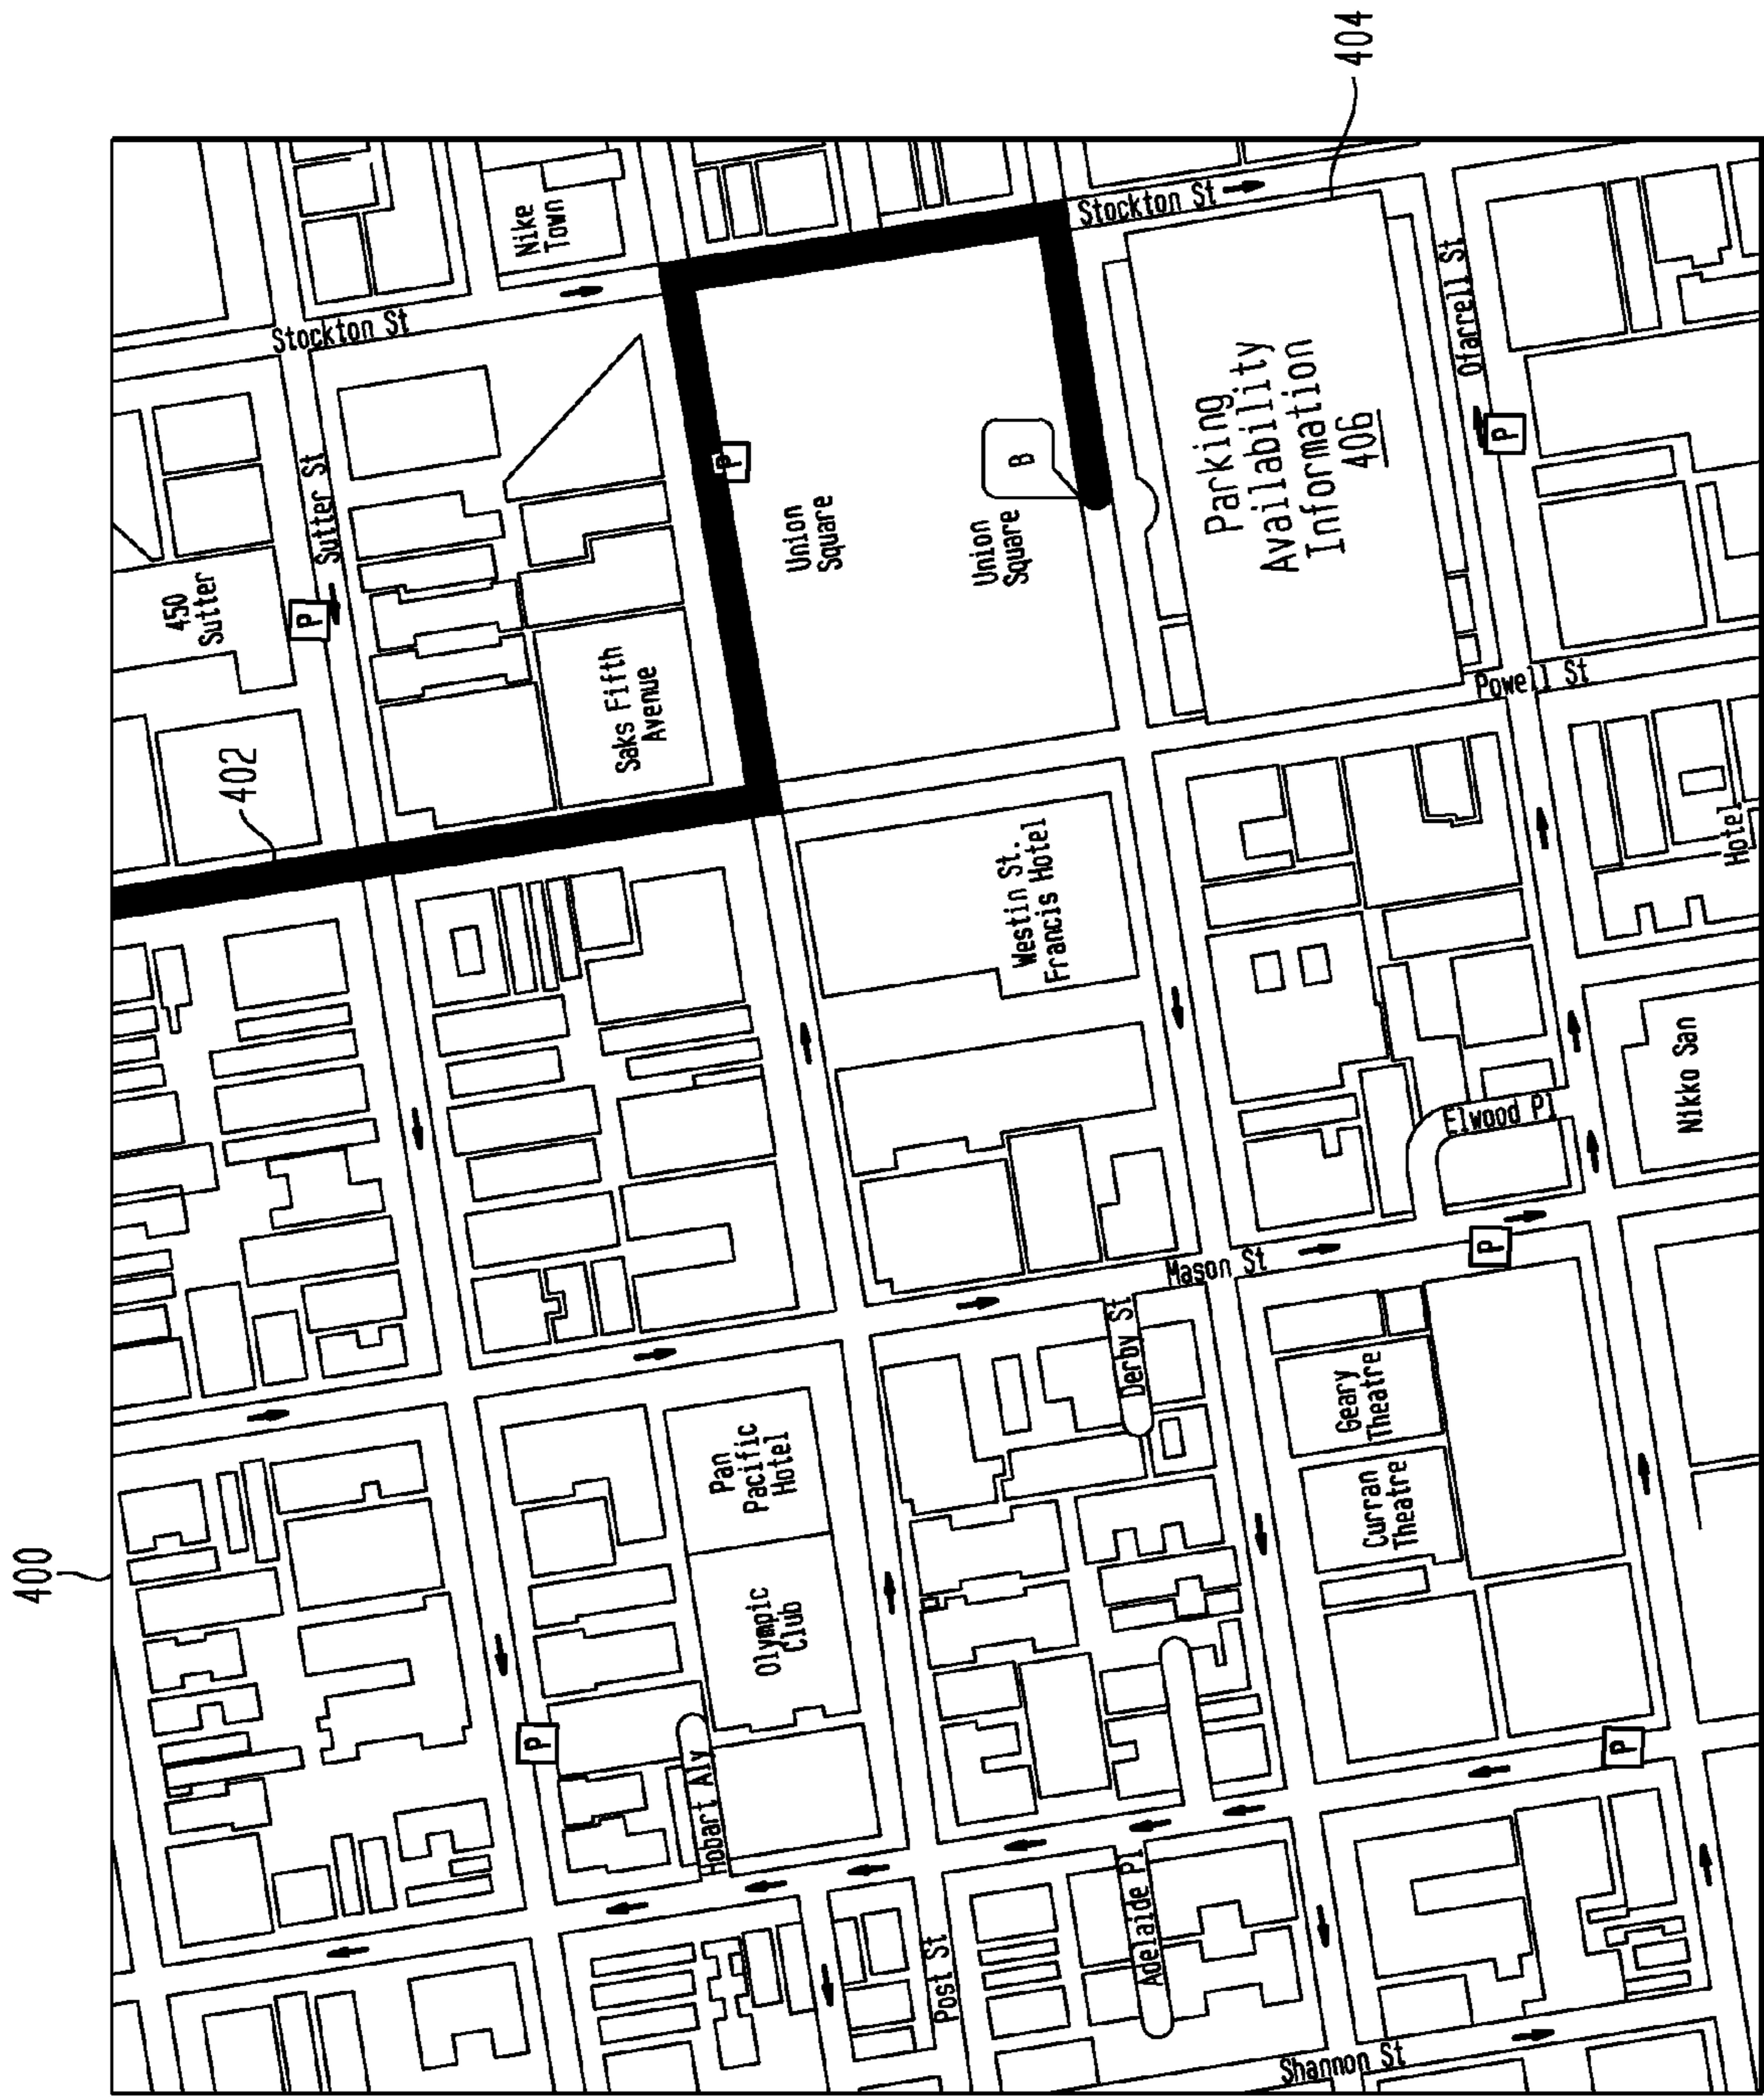 400
402
404
Stockton St
Nike
Town
Sutter St
P
450
Sutter
Saks Fifth
Avenue
P
Union
Square
Union
Square
B
Stockton St
Parking
Availability
Information
406
Ofarrell St
P
Powell St
Westin St.
Francis Hotel
Hotel
Nikko San
Elwood Pl
P
Mason St
Derby St
Geary
Theatre
Curran
Theatre
Pan
Pacific
Hotel
Olympic
Club
P
Hobart Aly
Post St
Adelaide Pl
P
Shannon St